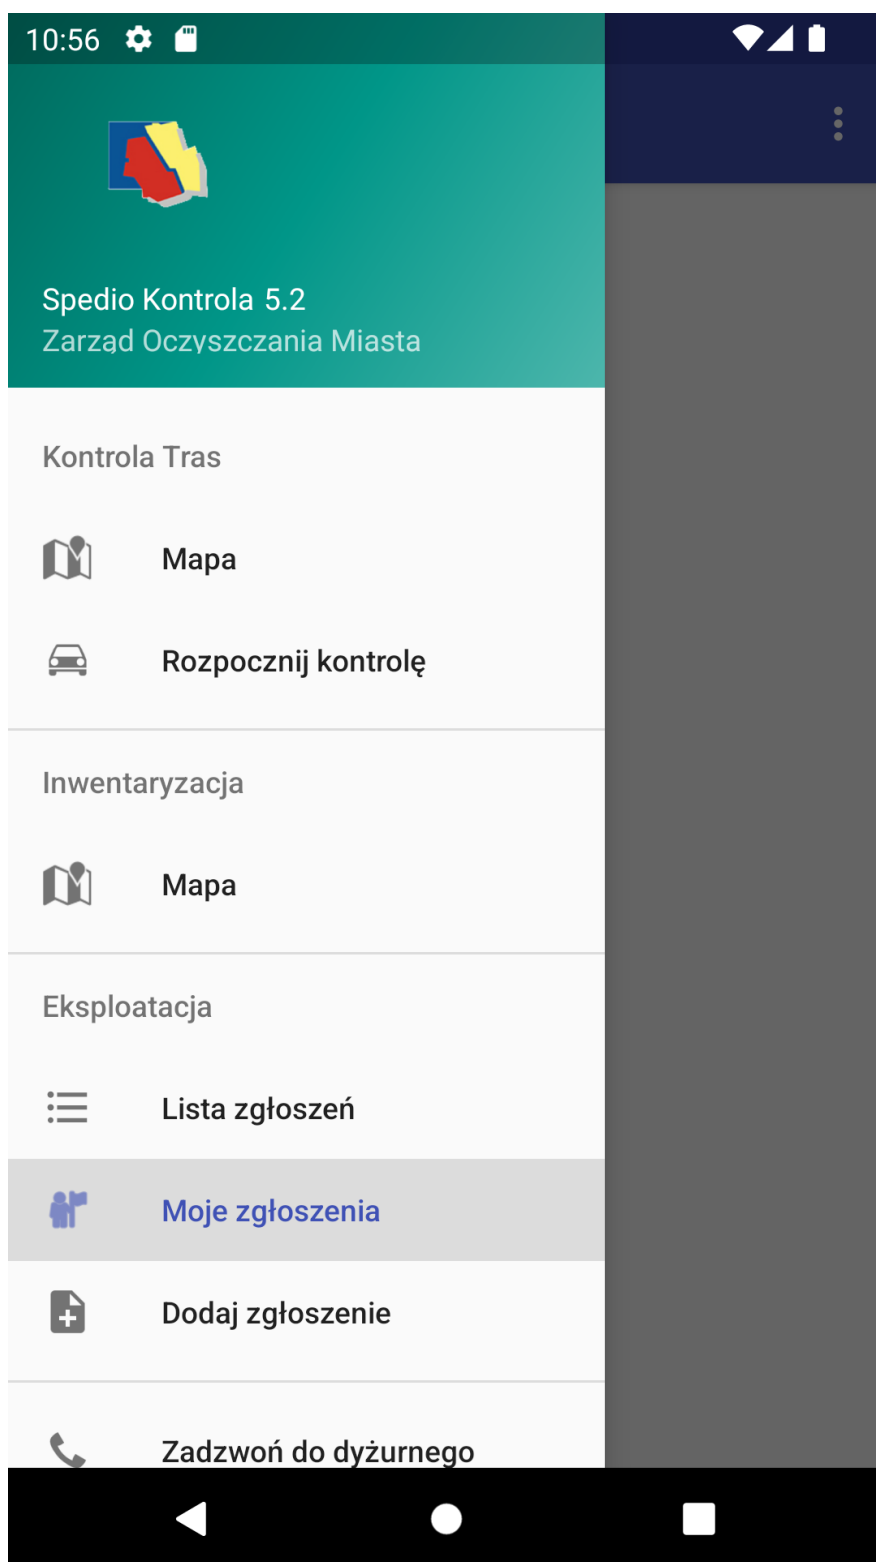 10:56
Spedio Kontrola 5.2
Zarząd Oczyszczania Miasta
Kontrola Tras
Mapa
Rozpocznij kontrolę
Inwentaryzacja
Mapa
Eksploatacja
Lista zgłoszeń
Moje zgłoszenia
Dodaj zgłoszenie
Zadzwoń do dyżurnego